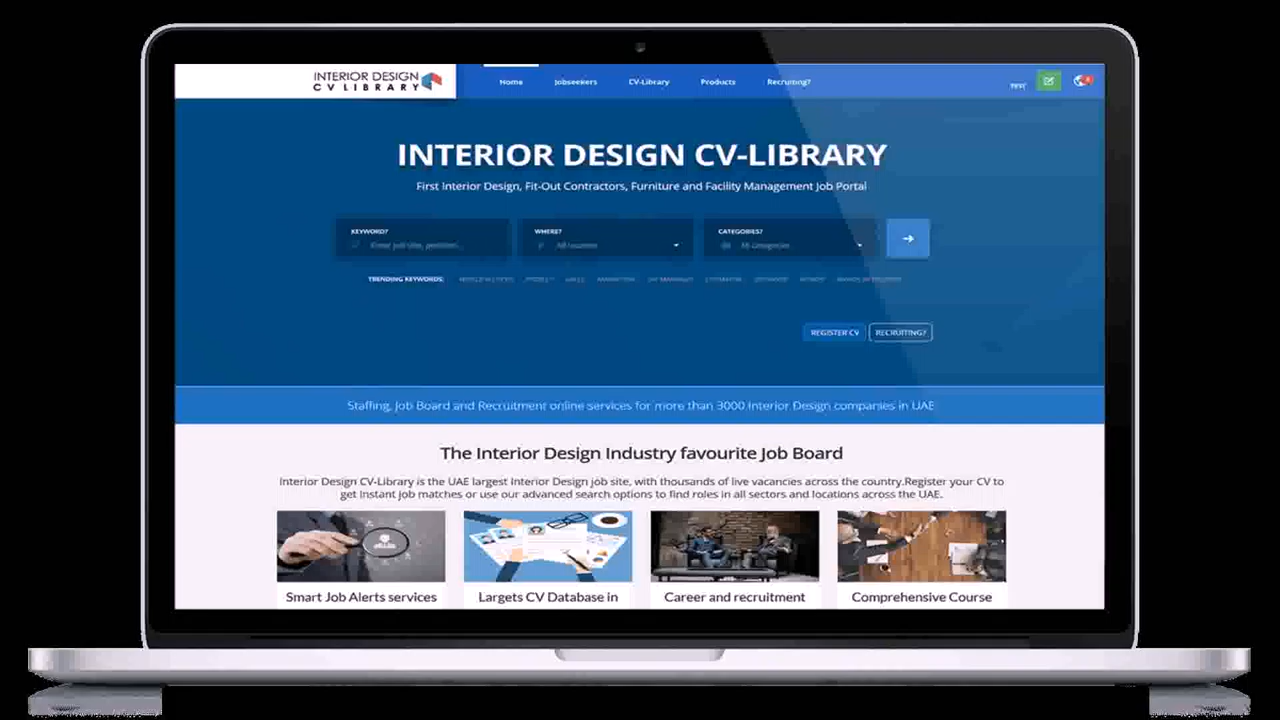 INTERIOR DESIGN
CV LIBRARY
Home Jobseekers CV-Library Products Recruiting?
INTERIOR DESIGN CV-LIBRARY
First Interior Design, Fit-Out Contractors, Furniture and Facility Management Job Portal
KEYWORD? WHERE? CATEGORIES?
All locations All Categories
TRENDING KEYWORDS:
REGISTER CV RECRUITING?
Staffing, Job Board and Recruitment online services for more than 3000 Interior Design companies in UAE
The Interior Design Industry favourite Job Board
Interior Design CV-Library is the UAE largest Interior Design job site, with thousands of live vacancies across the country.Register your CV to
get Instant job matches or use our advanced search options to find roles in all sectors and locations across the UAE.
Smart Job Alerts services Largets CV Database in Career and recruitment Comprehensive Course